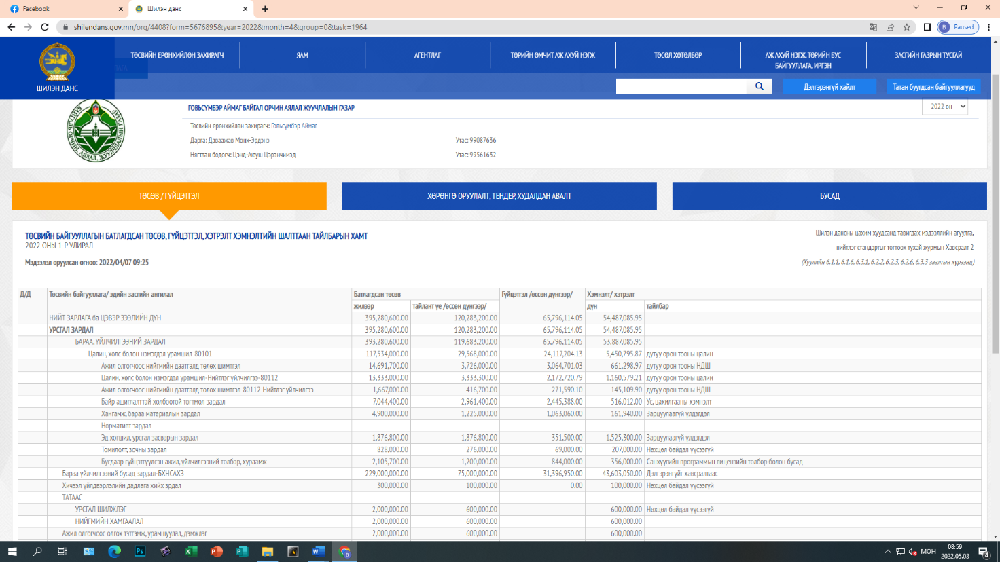 Facebook
Шилэн данс
shilendans.gov.mn/org/4408?form=5676895&year=2022&month=4&group=0&task=1964
B Paused
ТӨСВИЙН ЕРӨНХИЙЛӨН ЗАХИРАГЧ
ЯАМ
АГЕНТЛАГ
ТӨРИЙН ӨМЧИТ АЖ АХУЙ НЭГЖ
ТӨСӨЛ ХӨТӨЛБӨР
АЖ АХУЙ НЭГЖ, ТӨРИЙН БУС
БАЙГУУЛЛАГА, ИРГЭН
ЗАСГИЙН ГАЗРЫН ТУСГАЙ
ШИЛЭН ДАНС
Дэлгэрэнгүй хайлт
Татан буугдсан байгууллагууд
ГОВЬСҮМБЭР АЙМАГ БАЙГАЛ ОРЧИН АЯЛАЛ ЖУУЧЛАЛЫН ГАЗАР
2022 он
БАЙГАЛЬ ОРЧИН, АЯЛАЛ, ЖУУЛЧЛАЛЫН ГАЗАР
Төсвийн ерөнхийлөн захирагч: Говьсүмбэр Аймаг
Дарга: Даваажав Мөнх-Эрдэнэ
Утас: 99087636
Нягтлан бодогч: Цэнд-Аюуш Цэрэнчимэд
Утас: 99561632
ТӨСӨВ / ГҮЙЦЭТГЭЛ
ХӨРӨНГӨ ОРУУЛАЛТ, ТЕНДЕР, ХУДАЛДАН АВАЛТ
БУСАД
ТӨСВИЙН БАЙГУУЛЛАГЫН БАТЛАГДСАН ТӨСӨВ, ГҮЙЦЭТГЭЛ, ХЭТРЭЛТ ХЭМНЭЛТИЙН ШАЛТГААН ТАЙЛБАРЫН ХАМТ
2022 ОНЫ 1-Р УЛИРАЛ
Мэдээлэл оруулсан огноо: 2022/04/07 09:25
Шилэн дансны цахим хуудсанд тавигдах мэдээллийн агуулга,
нийтлэг стандартыг тогтоох тухай журмын Хавсралт 2
(Хуулийн 6.1.1, 6.1.6, 6.3.1, 6.2.2, 6.2.3, 6.2.6, 6.3.3 заалтын хүрээнд)
Д/Д Төсвийн байгууллага/ эдийн засгийн ангилал Батлагдсан төсөв Гүйцэтгэл /өссөн дүнгээр/ Хэмнэлт/ хэтрэлт
жилээр тайлант үе /өссөн дүнгээр/ дүн тайлбар
НИЙТ ЗАРЛАГА ба ЦЭВЭР ЗЭЭЛИЙН ДҮН 395,280,600.00 120,283,200.00 65,796,114.05 54,487,085.95
УРСГАЛ ЗАРДАЛ 395,280,600.00 120,283,200.00 65,796,114.05 54,487,085.95
БАРАА, ҮЙЛЧИЛГЭЭНИЙ ЗАРДАЛ 393,280,600.00 119,683,200.00 65,796,114.05 53,887,085.95
Цалин, хөлс болон нэмэгдэл урамшил-80101 117,534,000.00 29,568,000.00 24,117,204.13 5,450,795.87 дутуу орон тооны цалин
Ажил олгогчоос нийгмийн даатгалд төлөх шимтгэл 14,691,700.00 3,726,000.00 3,064,701.03 661,298.97 дутуу орон тооны НДШ
Цалин, хөлс болон нэмэгдэл урамшил-Нийтлэг үйлчилгээ-80112 13,333,000.00 3,333,300.00 2,172,720.79 1,160,579.21 дутуу орон тооны цалин
Ажил олгогчоос нийгмийн даатгалд төлөх шимтгэл-80112-Нийтлэг үйлчилгээ 1,667,000.00 416,700.00 271,590.10 145,109.90 дутуу орон тооны НДШ
Байр ашиглалттай холбоотой тогтмол зардал 7,044,400.00 2,961,400.00 2,445,388.00 516,012.00 Ус, цахилгааны хэмнэлт
Хангамж, бараа материалын зардал 4,900,000.00 1,225,000.00 1,063,060.00 161,940.00 Зарцуулаагүй үлдэгдэл
Нормативт зардал
Эд хогшил, урсгал засварын зардал 1,876,800.00 1,876,800.00 351,500.00 1,525,300.00 Зарцуулаагүй үлдэгдэл
Томилолт, зочны зардал 828,000.00 276,000.00 69,000.00 207,000.00 Нөхцөл байдал үүсээгүй
Бусдаар гүйцэтгүүлсэн ажил, үйлчилгээний төлбөр, хураамж 2,105,700.00 1,200,000.00 844,000.00 356,000.00 Санхүүгийн программын лицензийн төлбөр болон бусад
Бараа үйлчилгээний бусад зардал-БХНСАХЗ 229,000,000.00 75,000,000.00 31,396,950.00 43,603,050.00 Дэлгэрэнгүйг хавсралтаас
Хичээл үйлдвэрлэлийн дадлага хийх зрдал 300,000.00 100,000.00 0.00 100,000.00 Нөхцөл байдал үүсээгүй
ТАТААС
УРСГАЛ ШИЛЖЛЭГ 2,000,000.00 600,000.00 600,000.00 Нөхцөл байдал үүсээгүй
НИЙГМИЙН ХАМГААЛАЛ 2,000,000.00 600,000.00 600,000.00
Ажил олгогчоос олгох тэтгэмж, урамшуулал, дэмжлэг 2,000,000.00 600,000.00 600,000.00
МОН
08:59
2022.05.03
4